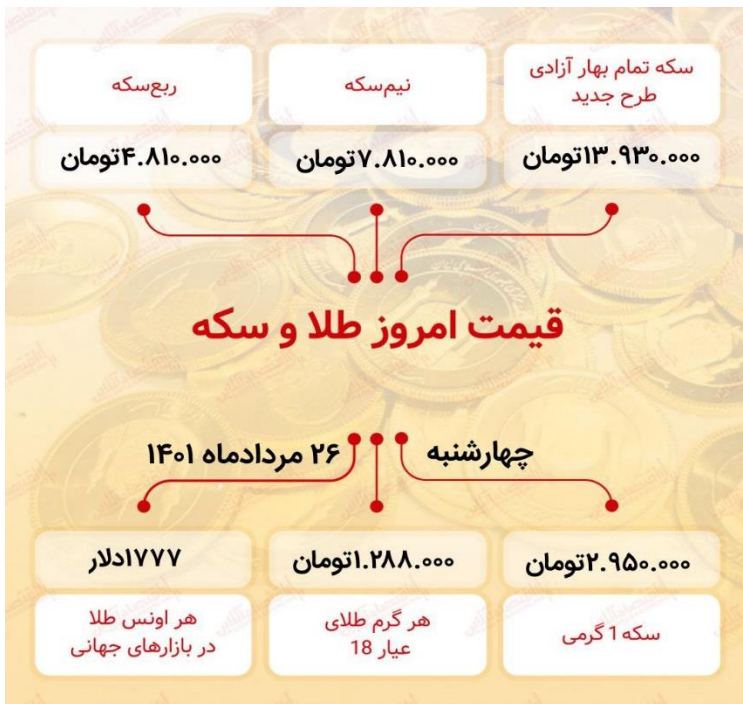 سکه تمام بهار آزادی
طرح جدید
نیم‌سکه
ربع‌سکه
۱۳.۹۳۰.۰۰۰تومان
۷.۸۱۰.۰۰۰تومان
۴.۸۱۰.۰۰۰تومان
قیمت امروز طلا و سکه
چهارشنبه
۲۶ مردادماه ۱۴۰۱
۲.۹۵۰.۰۰۰تومان
۱.۲۸۸.۰۰۰تومان
۱۷۷۷دلار
سکه 1 گرمی
هر گرم طلای
عیار 18
هر اونس طلا
در بازارهای جهانی